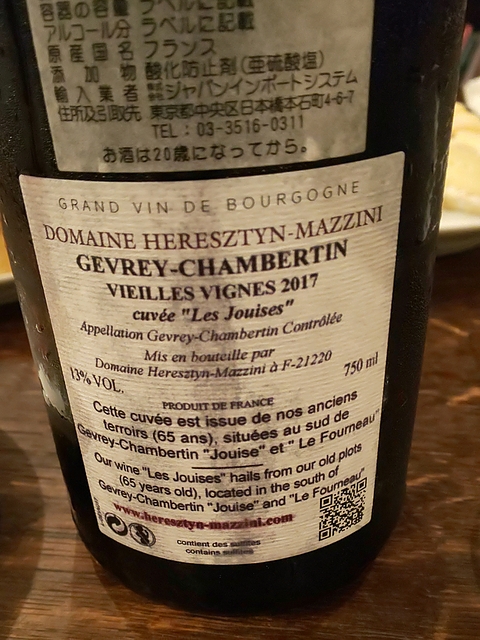 容器の容量 ラベルに記載
アルコール分 ラベルに記載
原産国名 フランス
添加物 酸化防止剤(亜硫酸塩)
輸入業者 株式会社ジャパンインポートシステム
住所及引取先 東京都中央区日本橋本石町4-6-7
TEL：03-3516-0311
お酒は20歳になってから。
GRAND VIN DE BOURGOGNE
DOMAINE HERESZTYN-MAZZINI
GEVREY-CHAMBERTIN
VIEILLES VIGNES 2017
cuvée "Les Jouises"
Appellation Gevrey-Chambertin Contrôlée
Mis en bouteille par
Domaine Heresztyn-Mazzini à F-21220
13% VOL.
750 ml
PRODUIT DE FRANCE
Cette cuvée est issue de nos anciens
terroirs (65 ans), situées au sud de
Gevrey-Chambertin "Jouise" et " Le Fourneau"
Our wine "Les Jouises" hails from our old plots
(65 years old), located in the south of
Gevrey-Chambertin "Jouise" and "Le Fourneau"
www.heresztyn-mazzini.com
contient des sulfites
contains sulfites